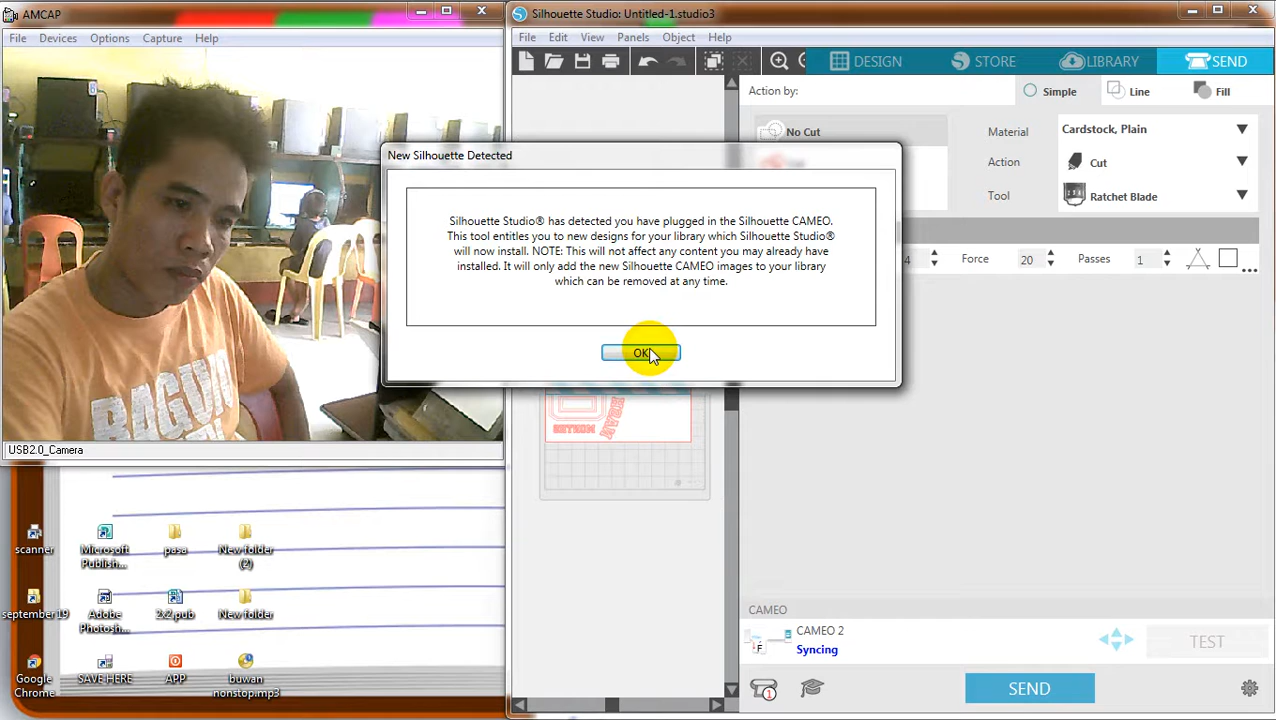 AMCAP
File Devices Options Capture Help
USB2.0_Camera
scanner
Microsoft Publish...
pasa
New folder (2)
september19
Adobe Photosh...
2x2.pub
New folder
Google Chrome
SAVE HERE
APP
buwan nonstop.mp3
Silhouette Studio: Untitled-1.studio3
File Edit View Panels Object Help
DESIGN STORE LIBRARY SEND
Action by: Simple Line Fill
No Cut
Material Cardstock, Plain
Action Cut
Tool Ratchet Blade
4 Force 20 Passes 1
New Silhouette Detected
Silhouette Studio® has detected you have plugged in the Silhouette CAMEO.
This tool entitles you to new designs for your library which Silhouette Studio®
will now install. NOTE: This will not affect any content you may already have
installed. It will only add the new Silhouette CAMEO images to your library
which can be removed at any time.
OK
CAMEO
CAMEO 2
Syncing
TEST
SEND